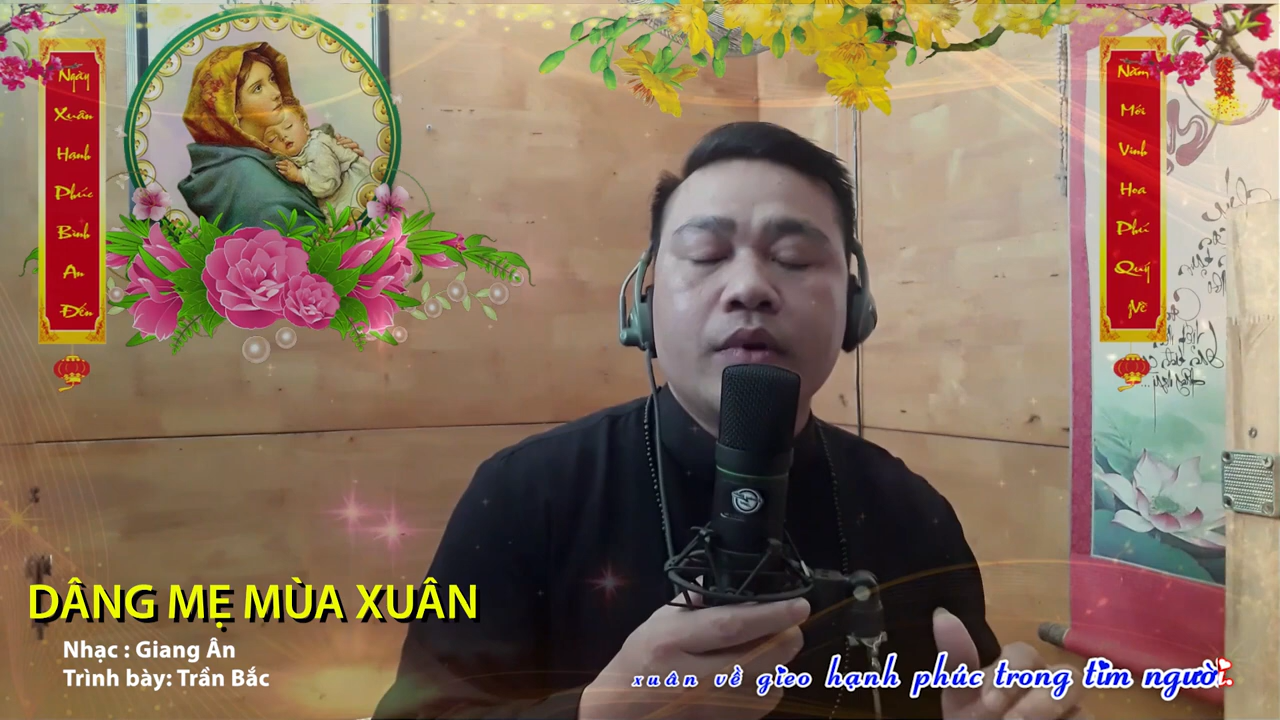 Ngày
Xuân
Hạnh
Phúc
Bình
An
Đến
Năm
Mới
Vinh
Hoa
Phú
Quý
Về
DÂNG MẸ MÙA XUÂN
Nhạc : Giang Ân
Trình bày: Trần Bắc
xuân về gieo hạnh phúc trong tim người.